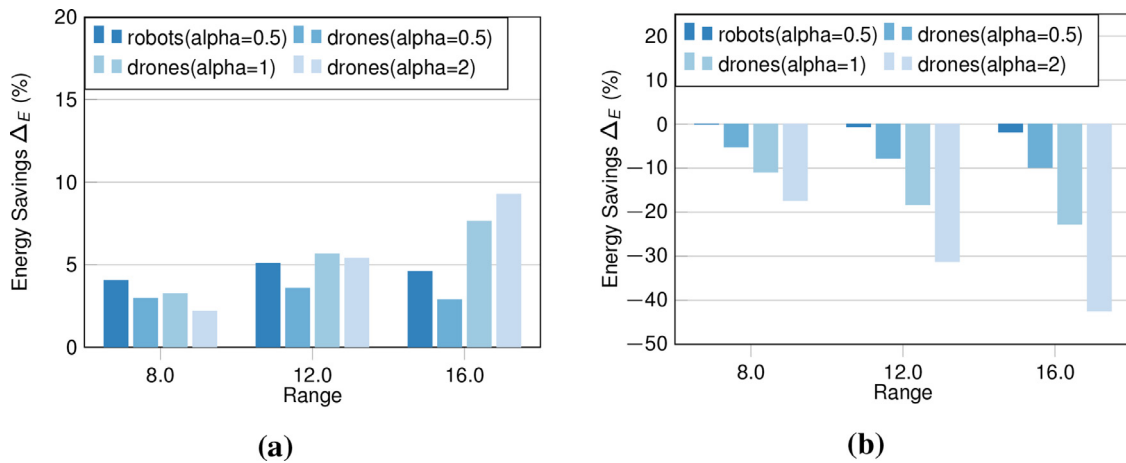 20
15
10
5
0
Energy Savings Δ_E (%)
robots(alpha=0.5) drones(alpha=0.5)
drones(alpha=1) drones(alpha=2)
8.0 12.0 16.0
Range
(a)
20
10
0
−10
−20
−30
−40
−50
Energy Savings Δ_E (%)
robots(alpha=0.5) drones(alpha=0.5)
drones(alpha=1) drones(alpha=2)
8.0 12.0 16.0
Range
(b)